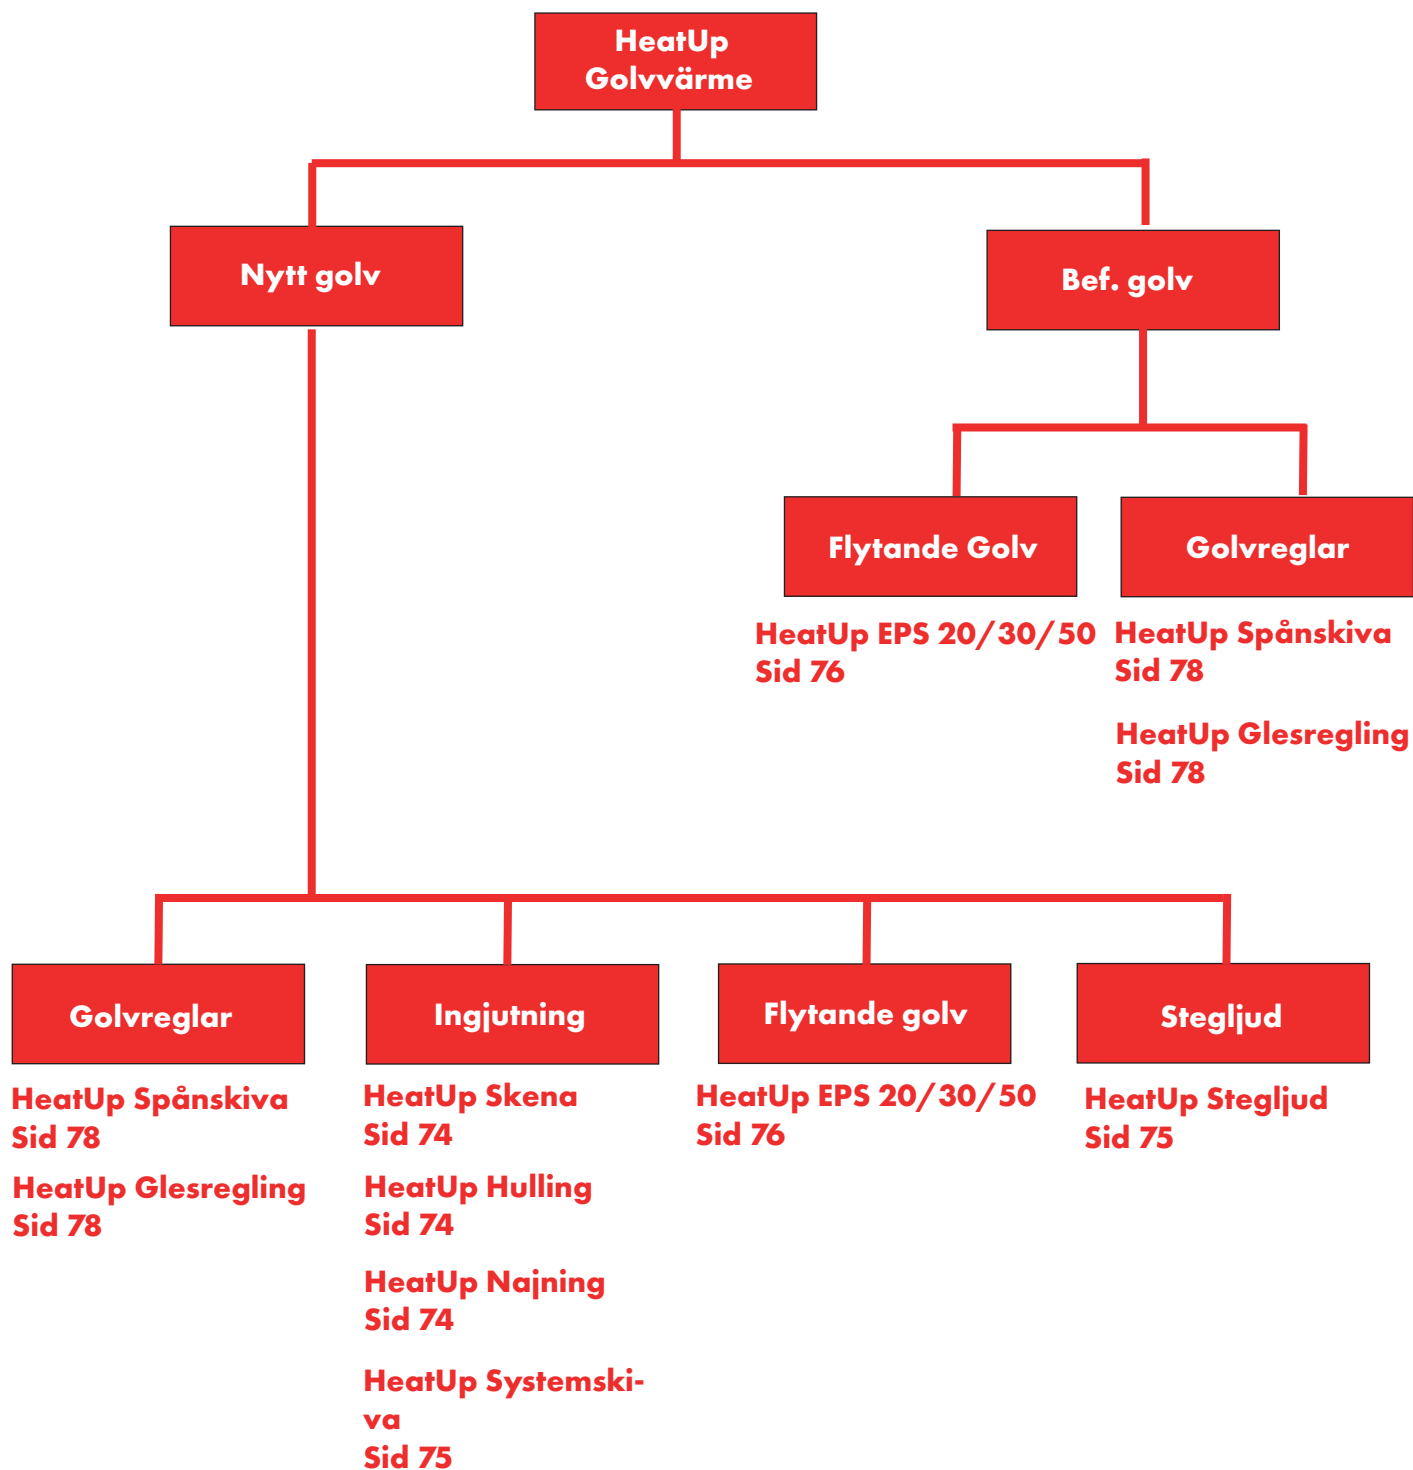 HeatUp
Golvvärme
Nytt golv
Bef. golv
Flytande Golv
HeatUp EPS 20/30/50
Sid 76
Golvreglar
HeatUp Spånskiva
Sid 78
HeatUp Glesregling
Sid 78
Golvreglar
HeatUp Spånskiva
Sid 78
HeatUp Glesregling
Sid 78
Ingjutning
HeatUp Skena
Sid 74
HeatUp Hulling
Sid 74
HeatUp Najning
Sid 74
HeatUp Systemski-
va
Sid 75
Flytande golv
HeatUp EPS 20/30/50
Sid 76
Stegljud
HeatUp Stegljud
Sid 75